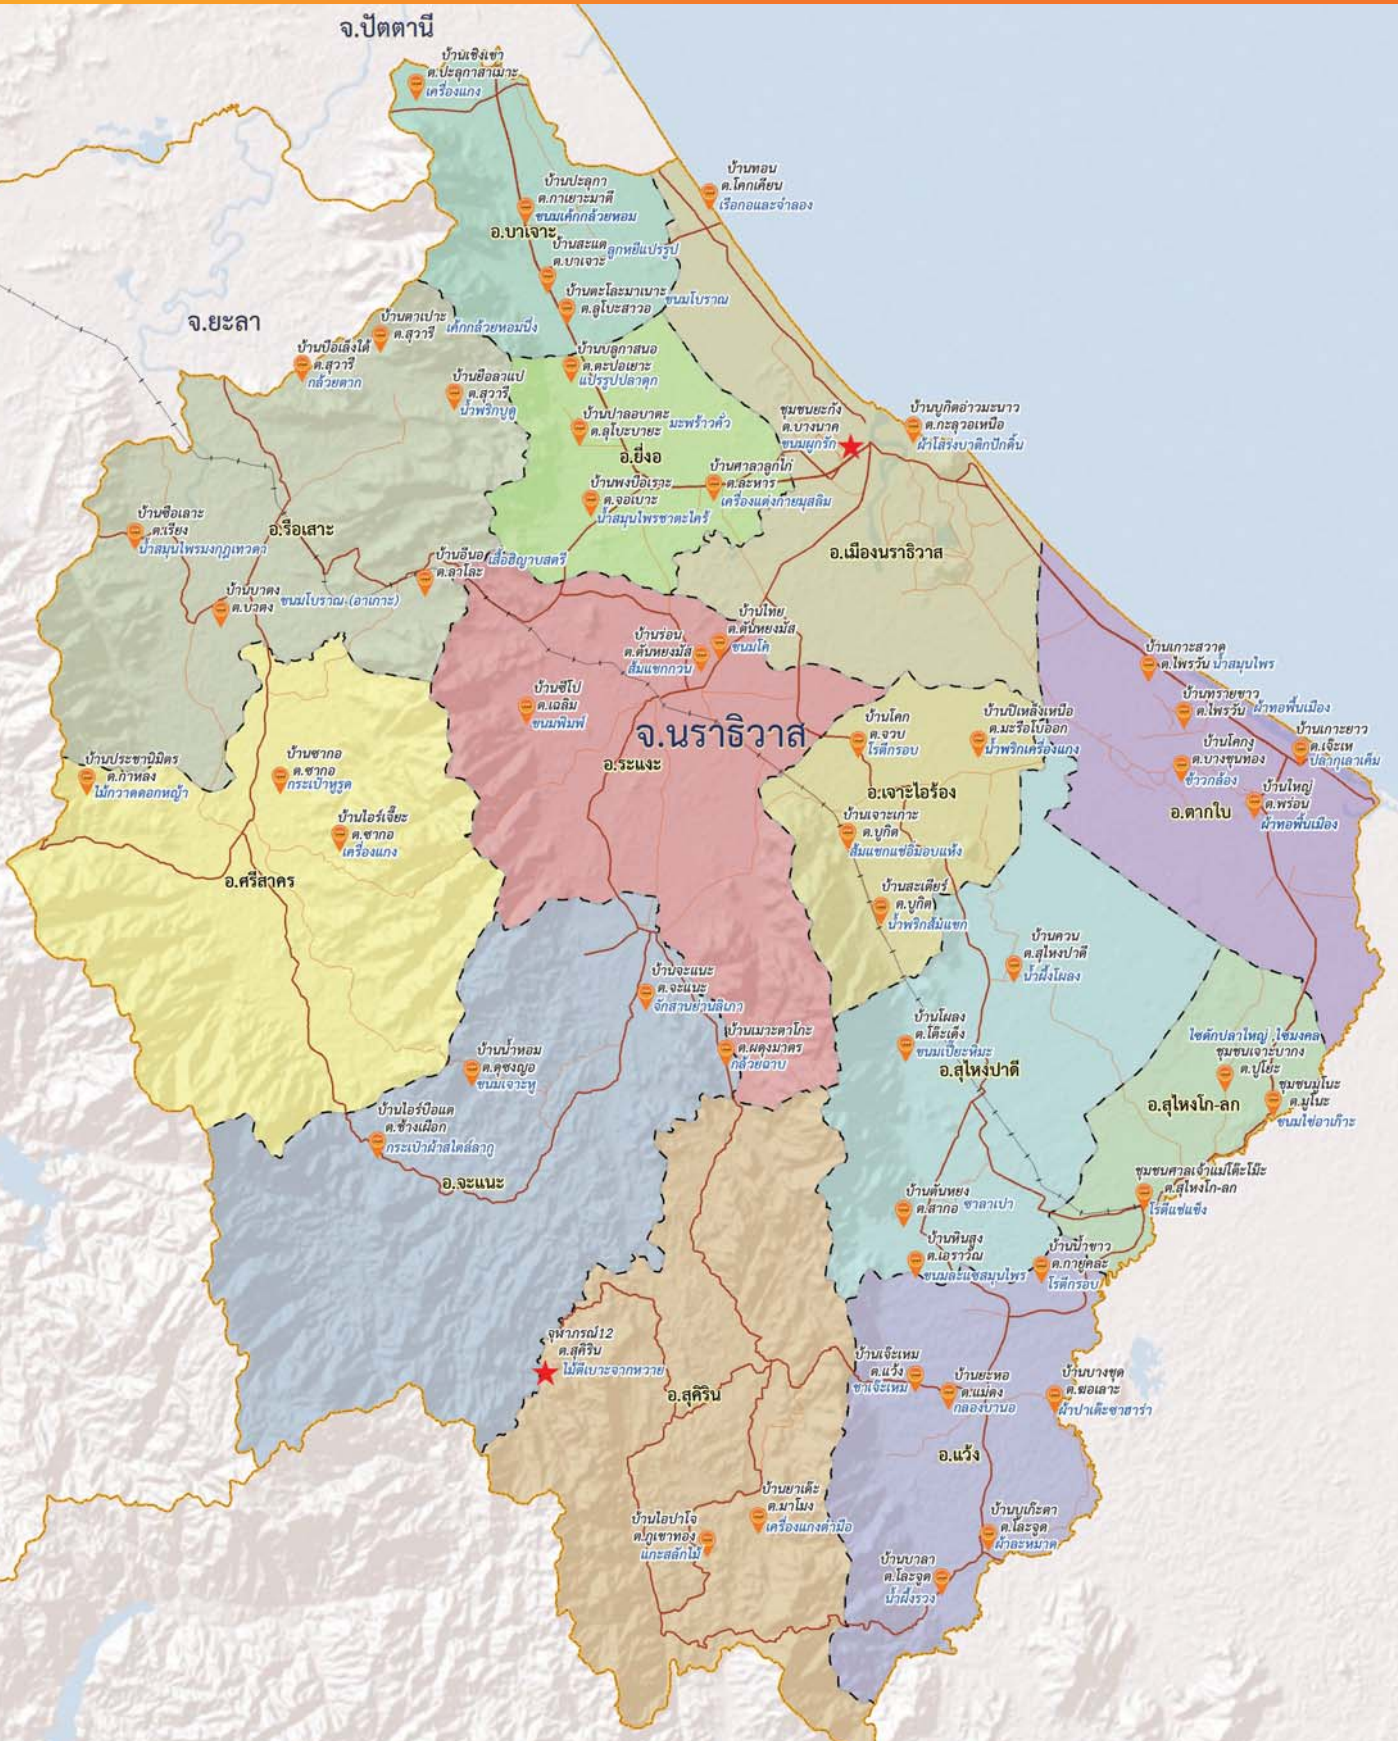 จ.ปัตตานี
บ้านเชิงเขา
ต.ปะลุกาสาเมาะ
เครื่องแกง
บ้านทอน
ต.โคกเคียน
เรือกอและจำลอง
บ้านปะลุกา
ต.กาเยาะมาตี
ขนมเค้กกล้วยหอม
อ.บาเจาะ
บ้านสะแต
ต.บาเจาะ
ลูกหยีแปรรูป
บ้านตะโละมาเนาะ
ต.ลูโบะสาวอ
ขนมโบราณ
จ.ยะลา
บ้านตาเปาะ
ต.สุวารี
เค้กกล้วยหอมนึ่ง
บ้านบือเล็งใต้
ต.สุวารี
กล้วยตาก
บ้านยือลาแป
ต.สุวารี
น้ำพริกบูดู
บ้านบลูกาสนอ
ต.ตะปอเยาะ
แปรรูปปลาดุก
บ้านปาลอบาตะ
ต.ลุโบะบายะ
มะพร้าวคั่ว
อ.ยี่งอ
ชุมชนยะกัง
ต.บางนาค
ขนมผูกรัก
บ้านบูกิตอ่าวมะนาว
ต.กะลุวอเหนือ
ผ้าโสร่งบาติกปักดิ้น
บ้านศาลาลูกไก่
ต.ละหาร
เครื่องแต่งกายมุสลิม
บ้านพงบือเราะ
ต.จอเบาะ
น้ำสมุนไพรชาตะไคร้
บ้านซือเลาะ
ต.เรียง
น้ำสมุนไพรมงกุฎเทวดา
อ.รือเสาะ
อ.เมืองนราธิวาส
บ้านอีนอ
ต.ลาโละ
เสื้อฮิญาบสตรี
บ้านบาตง
ต.บาตง
ขนมโบราณ (อาเกาะ)
บ้านไทย
ต.ตันหยงมัส
ขนมโค
บ้านร่อน
ต.ตันหยงมัส
ส้มแขกกวน
บ้านเกาะสวาด
ต.ไพรวัน น้ำสมุนไพร
บ้านซีโป
ต.เฉลิม
ขนมพิมพ์
จ.นราธิวาส
บ้านโคก
ต.จวบ
โรตีกรอบ
บ้านปิเหล็งเหนือ
ต.มะรือโบออก
น้ำพริกเครื่องแกง
บ้านทรายขาว
ต.ไพรวัน
ผ้าทอพื้นเมือง
บ้านเกาะยาว
ต.เจ๊ะเห
ปลากุเลาเค็ม
บ้านโคกงู
ต.บางขุนทอง
ข้าวกล้อง
บ้านประชานิมิตร
ต.กาหลง
ไม้กวาดดอกหญ้า
บ้านซากอ
ต.ซากอ
กระเป๋าหูรูด
อ.ระแงะ
อ.เจาะไอร้อง
บ้านใหญ่
ต.พร่อน
ผ้าทอพื้นเมือง
อ.ตากใบ
บ้านไอร์เจี๊ยะ
ต.ซากอ
เครื่องแกง
บ้านเจาะเกาะ
ต.บูกิต
ส้มแขกแช่อิ่มอบแห้ง
อ.ศรีสาคร
บ้านสะเตียร์
ต.บูกิต
น้ำพริกส้มแขก
บ้านควน
ต.สุไหงปาดี
น้ำผึ้งโผลง
บ้านจะแนะ
ต.จะแนะ
จักสานย่านลิเภา
บ้านเมาะตาโกะ
ต.ผดุงมาตร
กล้วยฉาบ
บ้านโผลง
ต.โต๊ะเด็ง
ขนมเปี๊ยะหิมะ
อ.สุไหงปาดี
ไซดักปลาใหญ่ ไซมงคล
ชุมชนเจาะบากง
ต.ปูโยะ
บ้านน้ำหอม
ต.ดุซงญอ
ขนมเจาะหู
ชุมชนมูโนะ
ต.มูโนะ
ขนมไข่อาเก๊าะ
อ.สุไหงโก-ลก
บ้านไอร์บือแต
ต.ช้างเผือก
กระเป๋าผ้าสไตล์ลากู
อ.จะแนะ
ชุมชนศาลเจ้าแม่โต๊ะโม๊ะ
ต.สุไหงโก-ลก
โรตีแช่แข็ง
บ้านตันหยง
ต.สากอ
ซาลาเปา
บ้านหินสูง
ต.เอราวัณ
ขนมละแซสมุนไพร
บ้านน้ำขาว
ต.กายูคละ
โรตีกรอบ
จุฬาภรณ์12
ต.สุคิริน
ไม้ตีเบาะจากหวาย
บ้านเจ๊ะเหม
ต.แว้ง
ชาเจ๊ะเหม
บ้านยะหอ
ต.แม่ดง
กลองบานอ
บ้านบางขุด
ต.ฆอเลาะ
ผ้าปาเต๊ะซาฮาร่า
อ.สุคิริน
อ.แว้ง
บ้านยาเด๊ะ
ต.มาโมง
เครื่องแกงตำมือ
บ้านไอปาโจ
ต.ภูเขาทอง
แกะสลักไม้
บ้านบูเก๊ะตา
ต.โละจูด
ผ้าละหมาด
บ้านบาลา
ต.โละจูด
น้ำผึ้งรวง